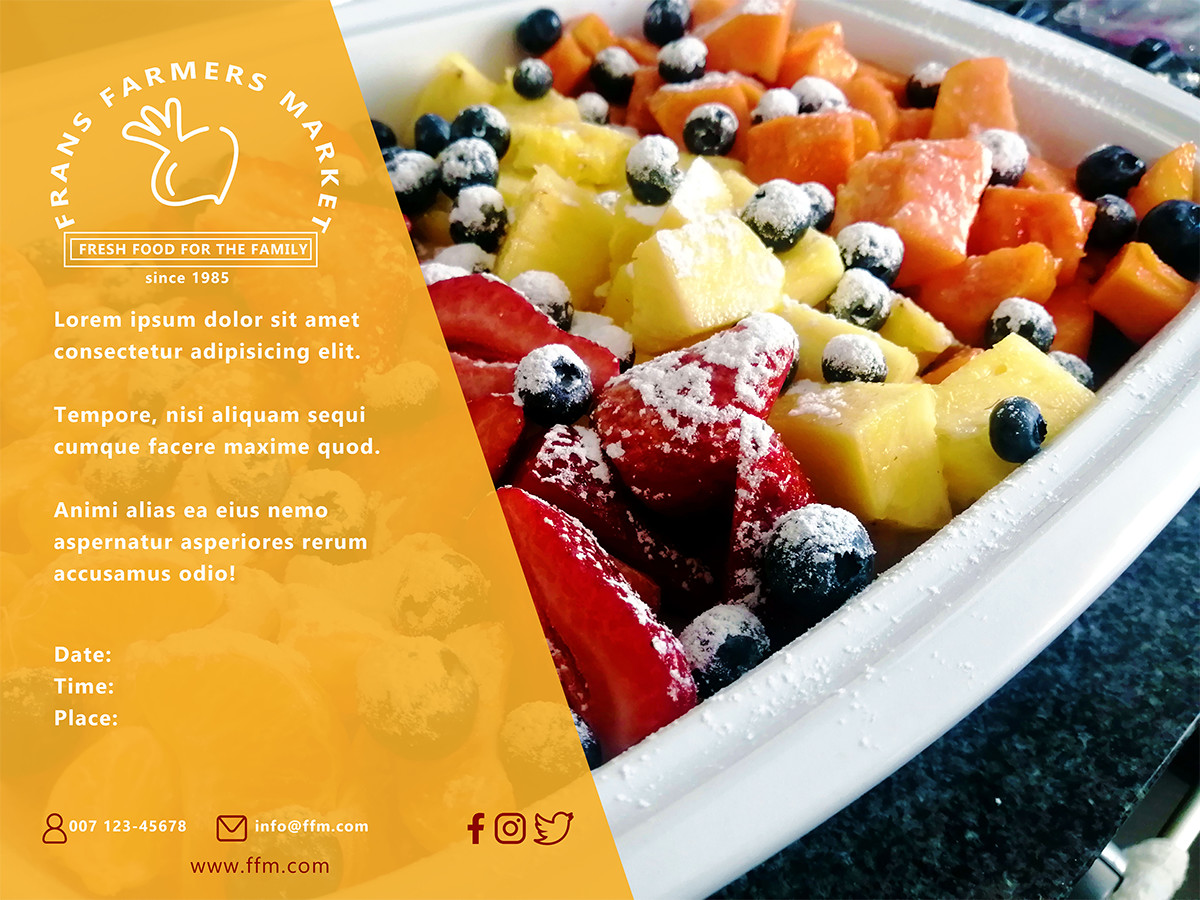 FRANS FARMERS MARKET
FRESH FOOD FOR THE FAMILY
since 1985
Lorem ipsum dolor sit amet
consectetur adipisicing elit.
Tempore, nisi aliquam sequi
cumque facere maxime quod.
Animi alias ea eius nemo
aspernatur asperiores rerum
accusamus odio!
Date:
Time:
Place:
007 123-45678 info@ffm.com
www.ffm.com